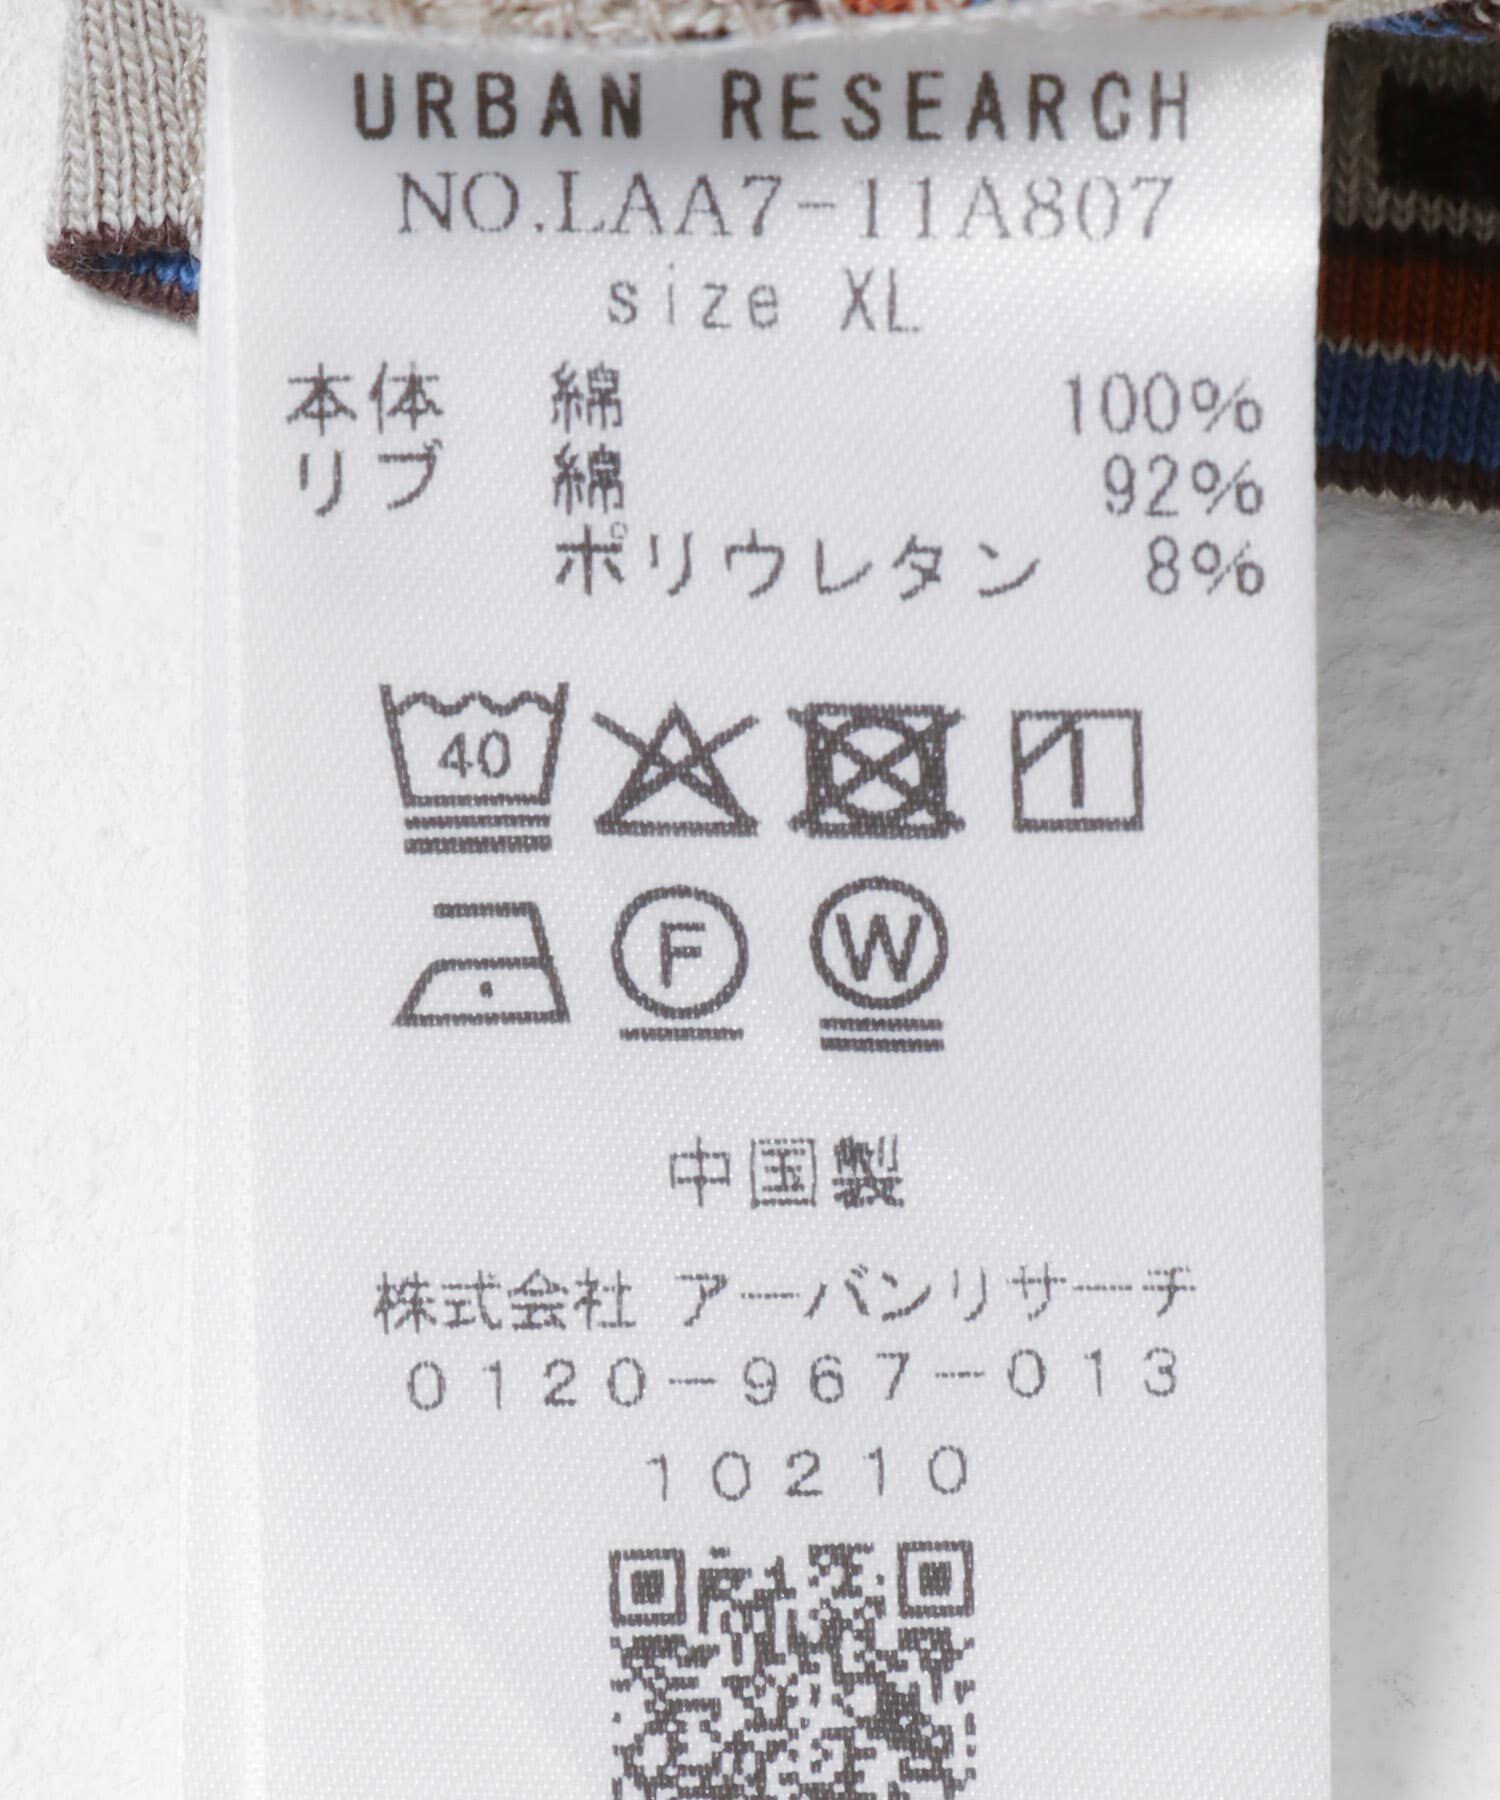 URBAN RESEARCH
NO.LAA7-11A807
size XL
本体 綿 100%
リブ 綿 92%
ポリウレタン 8%
40
F
W
中国製
株式会社 アーバンリサーチ
0120-967-013
10210